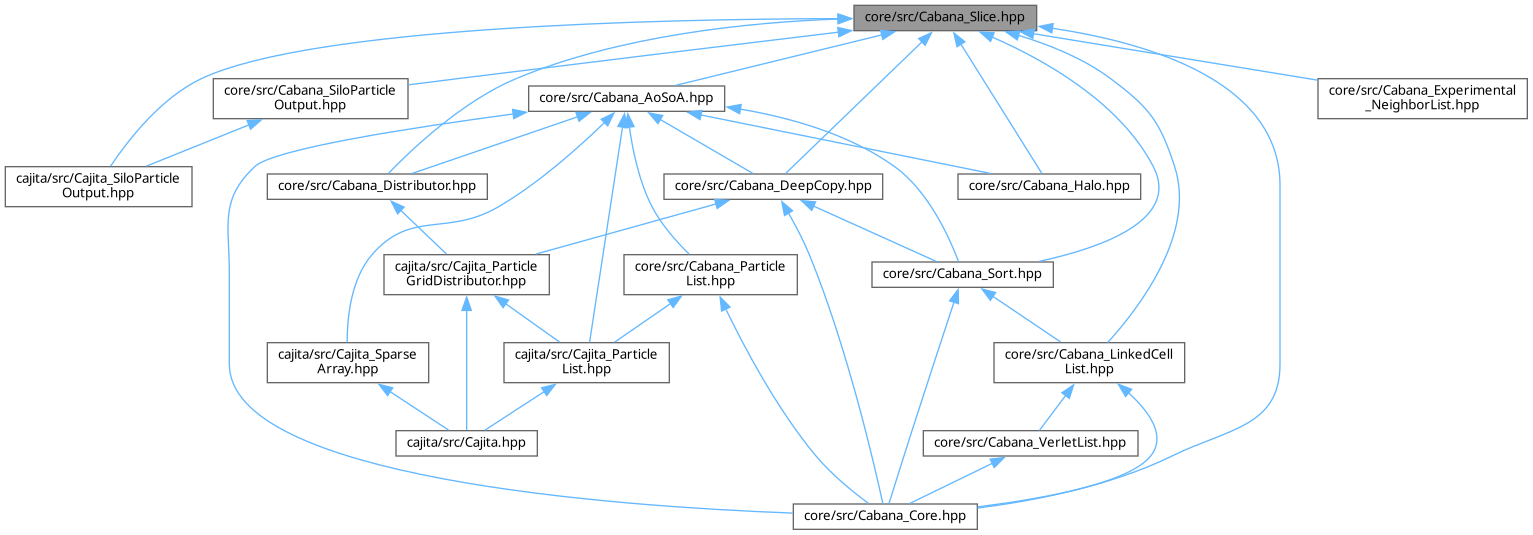 core/src/Cabana_Slice.hpp
core/src/Cabana_SiloParticle
Output.hpp
core/src/Cabana_AoSoA.hpp
core/src/Cabana_Experimental
_NeighborList.hpp
cajita/src/Cajita_SiloParticle
Output.hpp
core/src/Cabana_Distributor.hpp
core/src/Cabana_DeepCopy.hpp
core/src/Cabana_Halo.hpp
cajita/src/Cajita_Particle
GridDistributor.hpp
core/src/Cabana_Particle
List.hpp
core/src/Cabana_Sort.hpp
cajita/src/Cajita_Sparse
Array.hpp
cajita/src/Cajita_Particle
List.hpp
core/src/Cabana_LinkedCell
List.hpp
cajita/src/Cajita.hpp
core/src/Cabana_VerletList.hpp
core/src/Cabana_Core.hpp